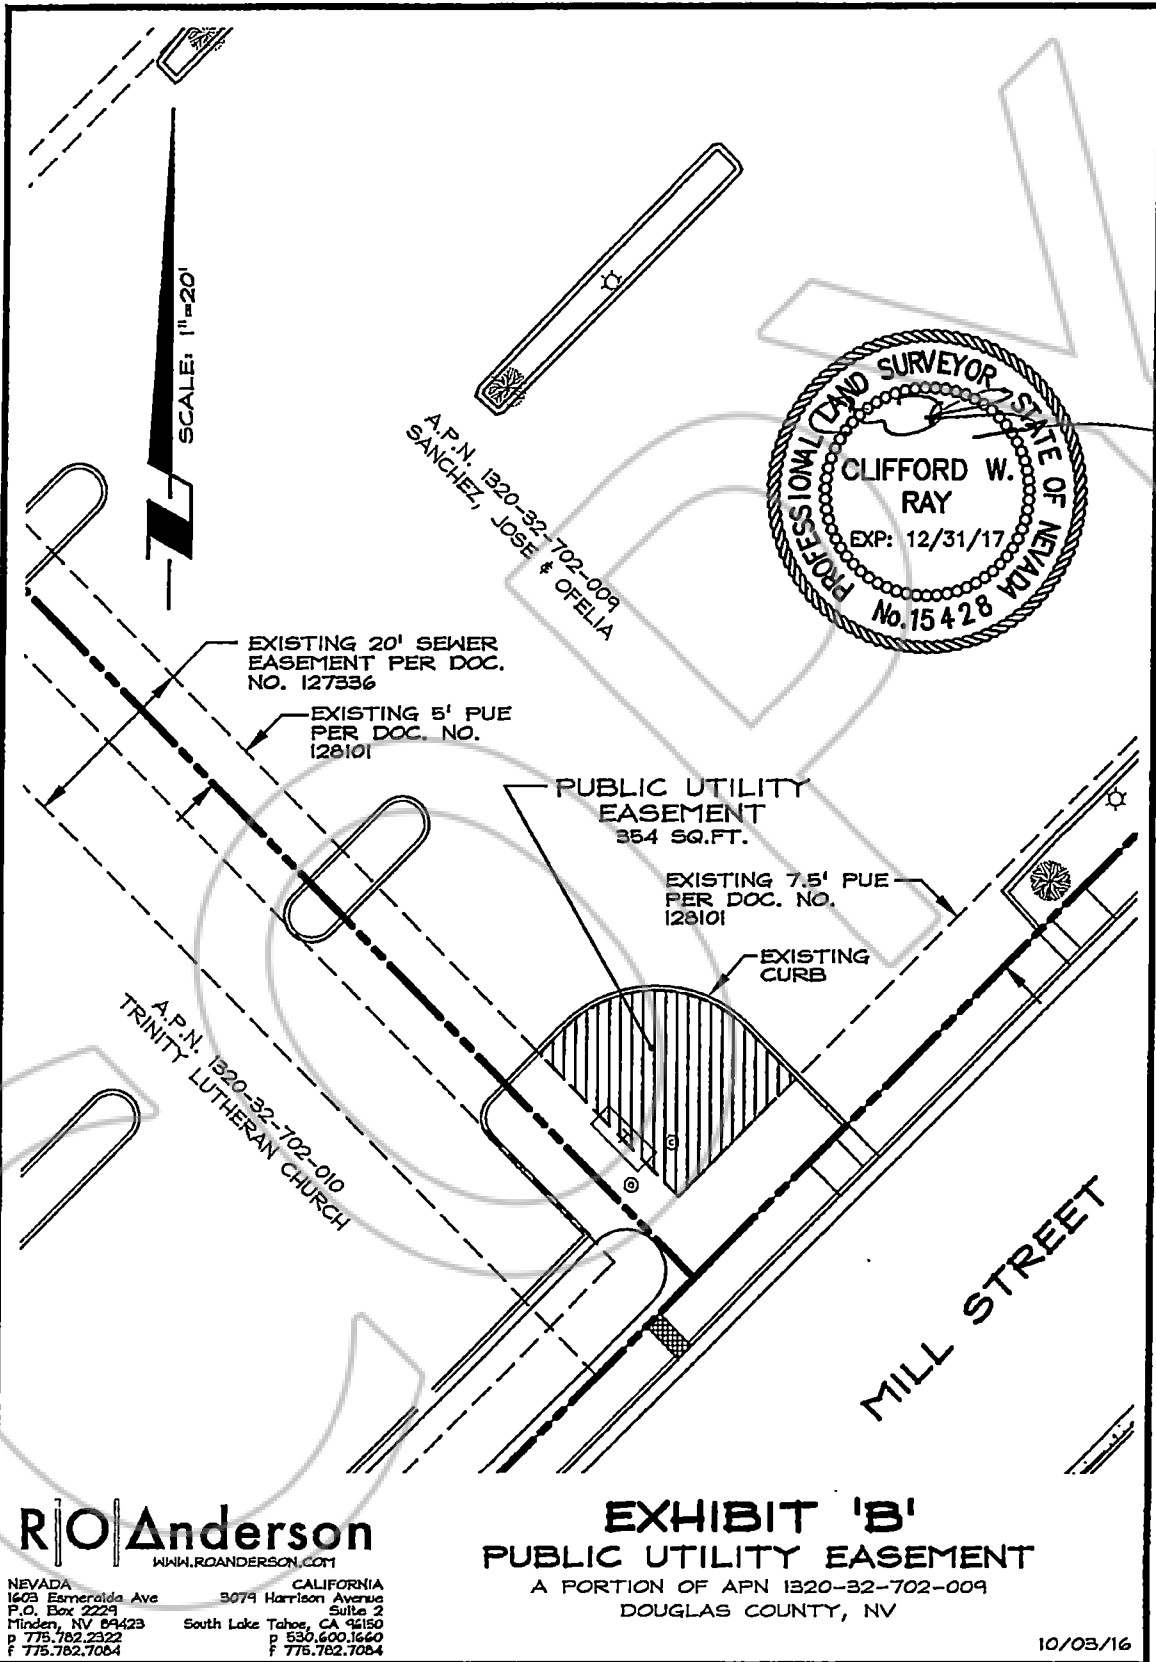 SCALE: 1"=20'
PROFESSIONAL LAND SURVEYOR STATE OF NEVADA
CLIFFORD W.
RAY
EXP: 12/31/17
No. 15428
A.P.N. 1320-32-702-009
SANCHEZ, JOSE & OFELIA
EXISTING 20' SEWER
EASEMENT PER DOC.
NO. 127336
EXISTING 5' PUE
PER DOC. NO.
128101
PUBLIC UTILITY
EASEMENT
354 SQ.FT.
EXISTING 7.5' PUE
PER DOC. NO.
128101
EXISTING
CURB
A.P.N. 1320-32-702-010
TRINITY LUTHERAN CHURCH
MILL STREET
COPY
R|O|Anderson
WWW.ROANDERSON.COM
NEVADA
1603 Esmeralda Ave
P.O. Box 2229
Minden, NV 89423
p 775.782.2322
f 775.782.7084
CALIFORNIA
3079 Harrison Avenue
Suite 2
South Lake Tahoe, CA 96150
p 530.600.1660
f 775.782.7084
EXHIBIT 'B'
PUBLIC UTILITY EASEMENT
A PORTION OF APN 1320-32-702-009
DOUGLAS COUNTY, NV
10/03/16